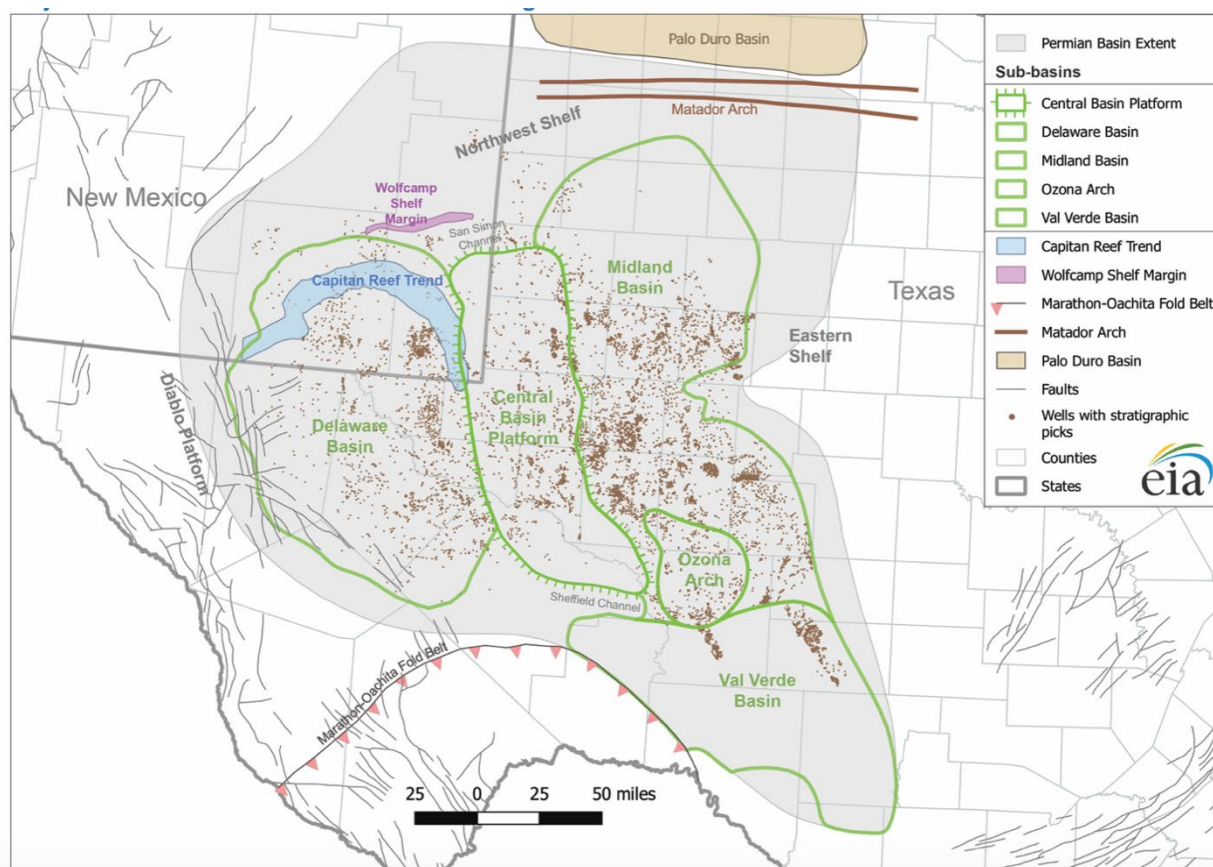 Palo Duro Basin
Matador Arch
Northwest Shelf
New Mexico
Wolfcamp
Shelf
Margin
San Simon
Channel
Capitan Reef Trend
Midland
Basin
Texas
Eastern
Shelf
Diablo Platform
Delaware
Basin
Central
Basin
Platform
Ozona
Arch
Sheffield Channel
Val Verde
Basin
Marathon-Oachita Fold Belt
25 0 25 50 miles
Permian Basin Extent
Sub-basins
Central Basin Platform
Delaware Basin
Midland Basin
Ozona Arch
Val Verde Basin
Capitan Reef Trend
Wolfcamp Shelf Margin
Marathon-Oachita Fold Belt
Matador Arch
Palo Duro Basin
Faults
Wells with stratigraphic
picks
Counties
States
eia